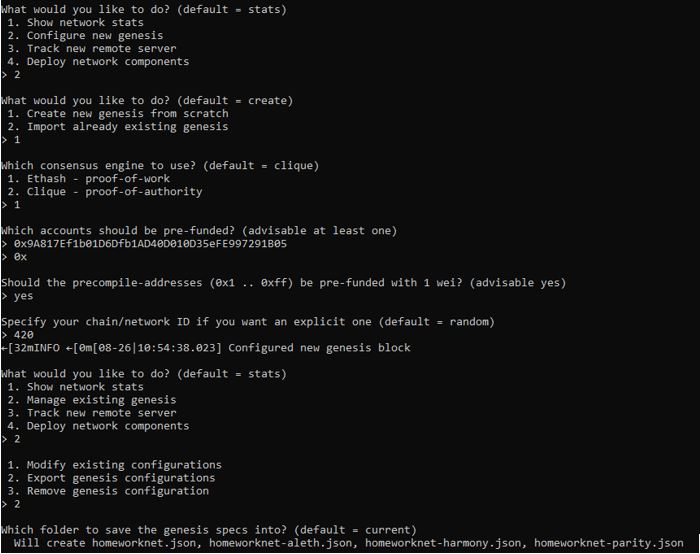 What would you like to do? (default = stats)
1. Show network stats
2. Configure new genesis
3. Track new remote server
4. Deploy network components
> 2
What would you like to do? (default = create)
1. Create new genesis from scratch
2. Import already existing genesis
> 1
Which consensus engine to use? (default = clique)
1. Ethash - proof-of-work
2. Clique - proof-of-authority
> 1
Which accounts should be pre-funded? (advisable at least one)
> 0x9A817Ef1b01D6Dfb1AD40D010D35eFE997291B05
> 0x
Should the precompile-addresses (0x1 .. 0xff) be pre-funded with 1 wei? (advisable yes)
> yes
Specify your chain/network ID if you want an explicit one (default = random)
> 420
←[32mINFO ←[0m[08-26|10:54:38.023] Configured new genesis block
What would you like to do? (default = stats)
1. Show network stats
2. Manage existing genesis
3. Track new remote server
4. Deploy network components
> 2
1. Modify existing configurations
2. Export genesis configurations
3. Remove genesis configuration
> 2
Which folder to save the genesis specs into? (default = current)
Will create homeworknet.json, homeworknet-aleth.json, homeworknet-harmony.json, homeworknet-parity.json